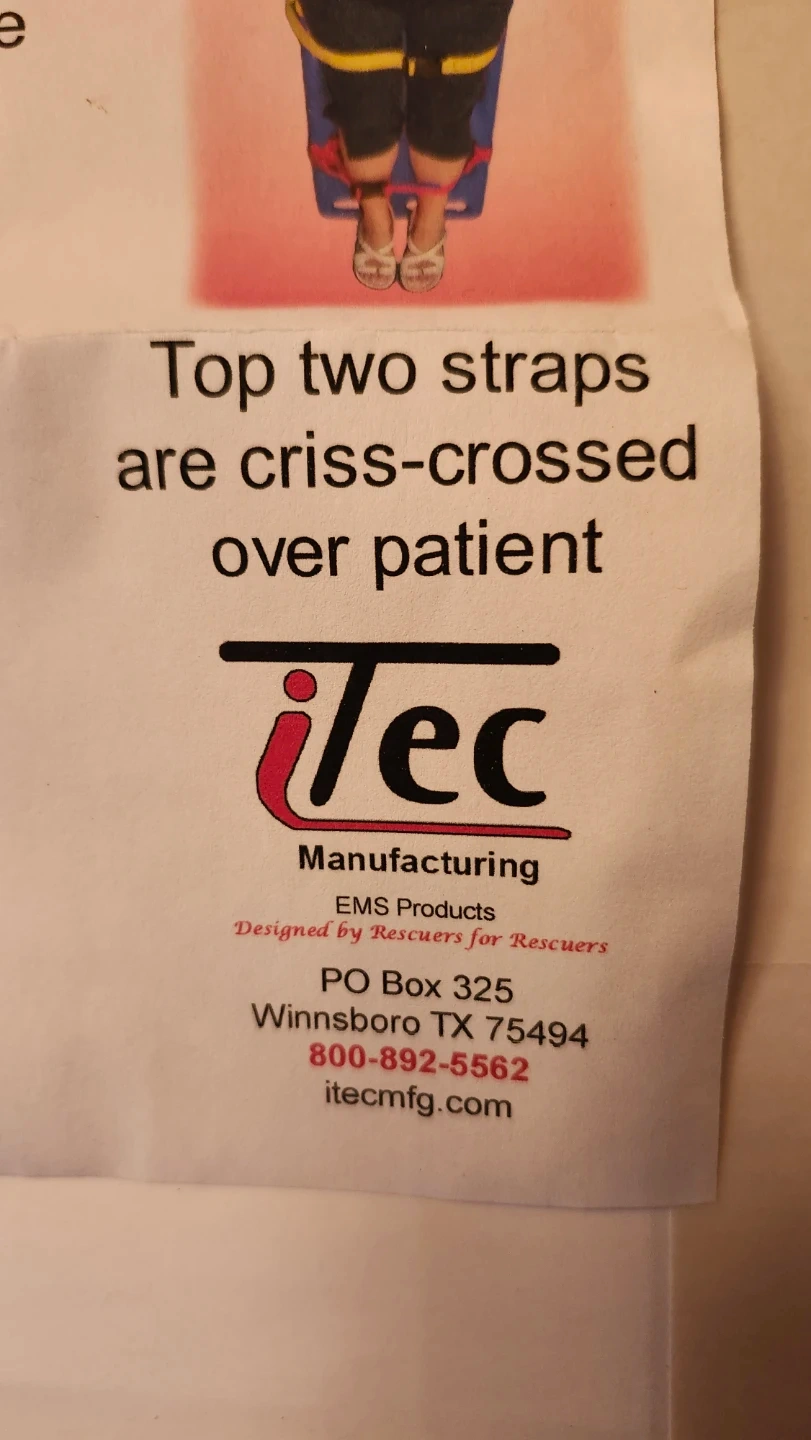 e
Top two straps
are criss-crossed
over patient
iTec
Manufacturing
EMS Products
Designed by Rescuers for Rescuers
PO Box 325
Winnsboro TX 75494
800-892-5562
itecmfg.com